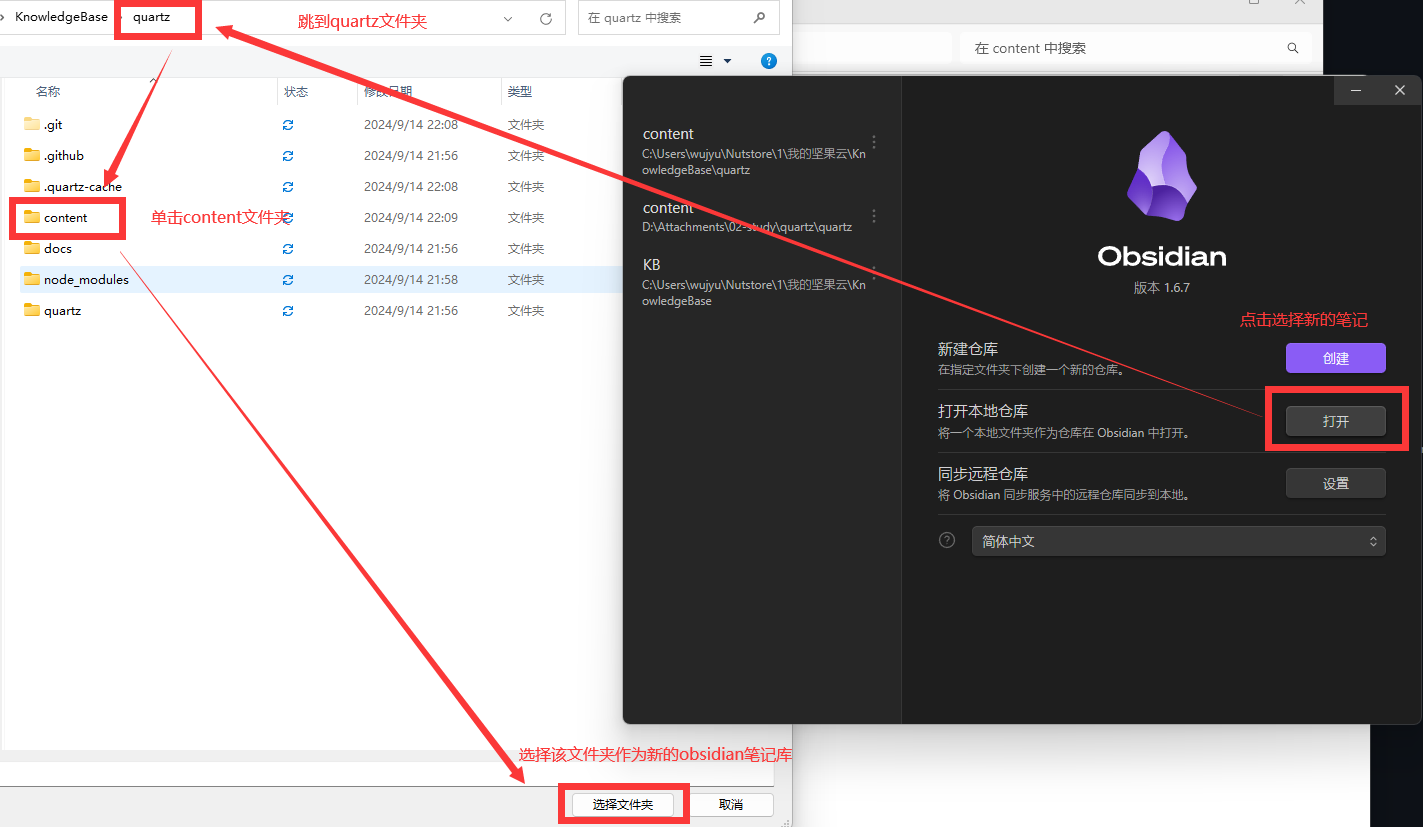 KnowledgeBase
quartz
跳到quartz文件夹
在 quartz 中搜索
在 content 中搜索
?
名称
状态
修改日期
类型
.git
2024/9/14 22:08
文件夹
.github
2024/9/14 21:56
文件夹
.quartz-cache
2024/9/14 22:08
文件夹
content
单击content文件夹
2024/9/14 22:09
文件夹
docs
2024/9/14 21:56
文件夹
node_modules
2024/9/14 21:58
文件夹
quartz
2024/9/14 21:56
文件夹
选择该文件夹作为新的obsidian笔记库
选择文件夹
取消
content
C:\Users\wujyu\Nutstore\1\我的坚果云\Kn
owledgeBase\quartz
content
D:\Attachments\02-study\quartz\quartz
KB
C:\Users\wujyu\Nutstore\1\我的坚果云\Kn
owledgeBase
Obsidian
版本 1.6.7
点击选择新的笔记
新建仓库
在指定文件夹下创建一个新的仓库。
创建
打开本地仓库
将一个本地文件夹作为仓库在 Obsidian 中打开。
打开
同步远程仓库
将 Obsidian 同步服务中的远程仓库同步到本地。
设置
?
简体中文